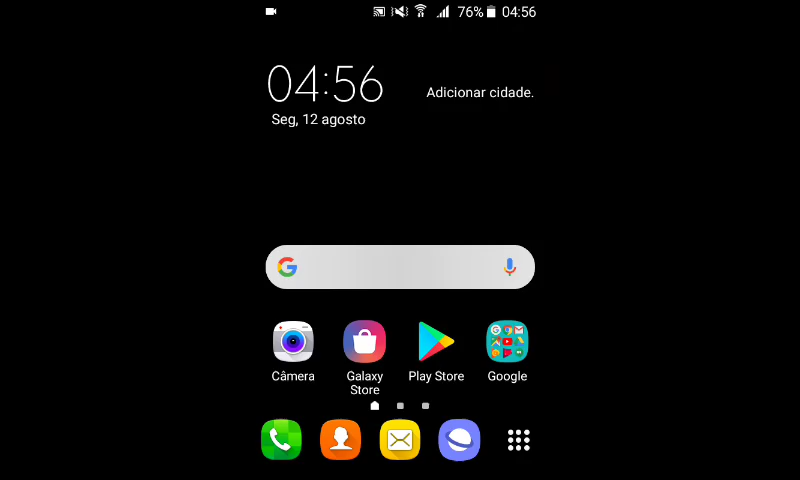 76% 04:56
04:56
Adicionar cidade.
Seg, 12 agosto
Câmera
Galaxy
Store
Play Store
Google